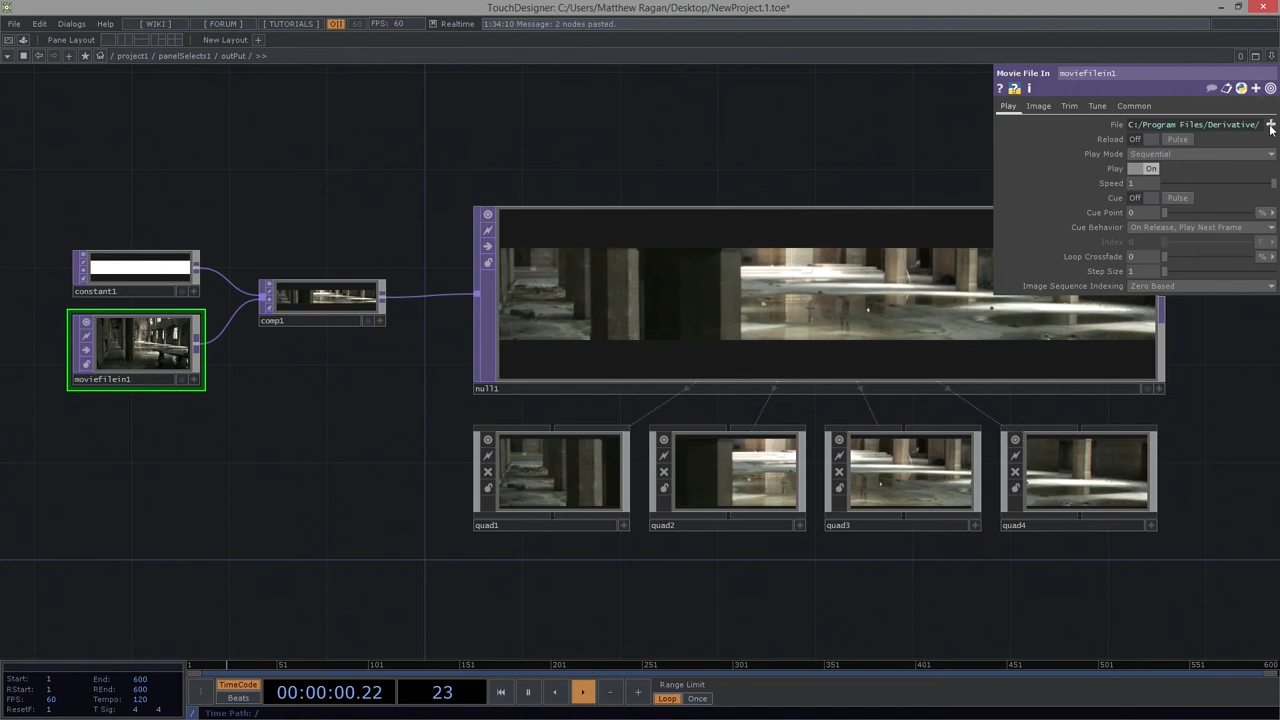 TouchDesigner: C:/Users/Matthew Ragan/Desktop/NewProject.1.toe*
File Edit Dialogs Help [ WIKI ] [ FORUM ] [ TUTORIALS ] O|I FPS: 60 Realtime 1:34:10 Message: 2 nodes pasted.
Pane Layout New Layout +
/ project1 / panelSelects1 / outPut / >> 0
Movie File In moviefilein1
? i
Play Image Trim Tune Common
File C:/Program Files/Derivative/
Reload Off Pulse
Play Mode Sequential
Play On
Speed 1
Cue Off Pulse
Cue Point 0 %
Cue Behavior On Release, Play Next Frame
Index 0 F
Loop Crossfade 0 %
Step Size 1
Image Sequence Indexing Zero Based
constant1
comp1
moviefilein1
null1
quad1 quad2 quad3 quad4
1 51 101 151 201 251 301 351 401 451 501 551 600
Start: 1 End: 600
RStart: 1 REnd: 600
FPS: 60 Tempo: 120
ResetF: 1 T Sig: 4 4
TimeCode
Beats
00:00:00.22 23
Range Limit
Loop Once
/ Time Path: /